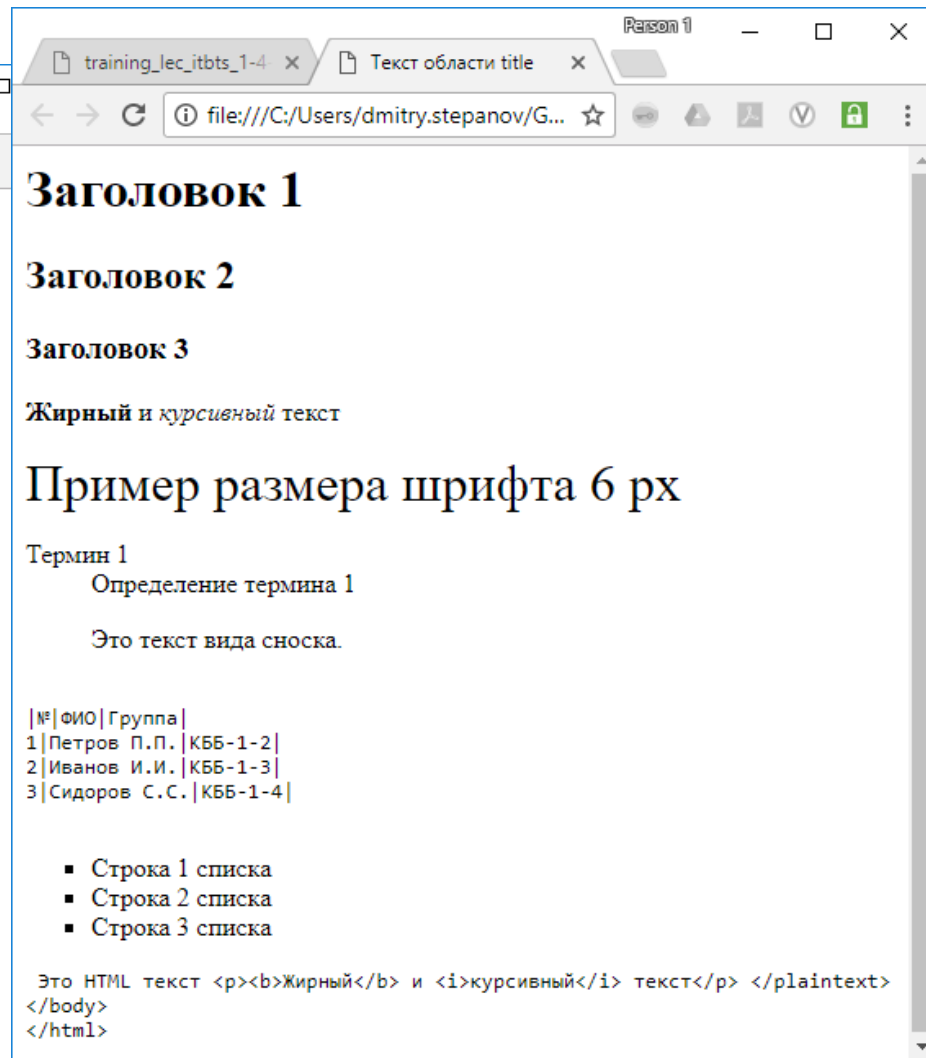 Person 1
training_lec_itbts_1-4
Текст области title
file:///C:/Users/dmitry.stepanov/G...
Заголовок 1
Заголовок 2
Заголовок 3
Жирный и курсивный текст
Пример размера шрифта 6 px
Термин 1
Определение термина 1
Это текст вида сноска.
|№|ФИО|Группа|
1|Петров П.П.|КББ-1-2|
2|Иванов И.И.|КББ-1-3|
3|Сидоров С.С.|КББ-1-4|
Строка 1 списка
Строка 2 списка
Строка 3 списка
Это HTML текст <p><b>Жирный</b> и <i>курсивный</i> текст</p> </plaintext>
</body>
</html>